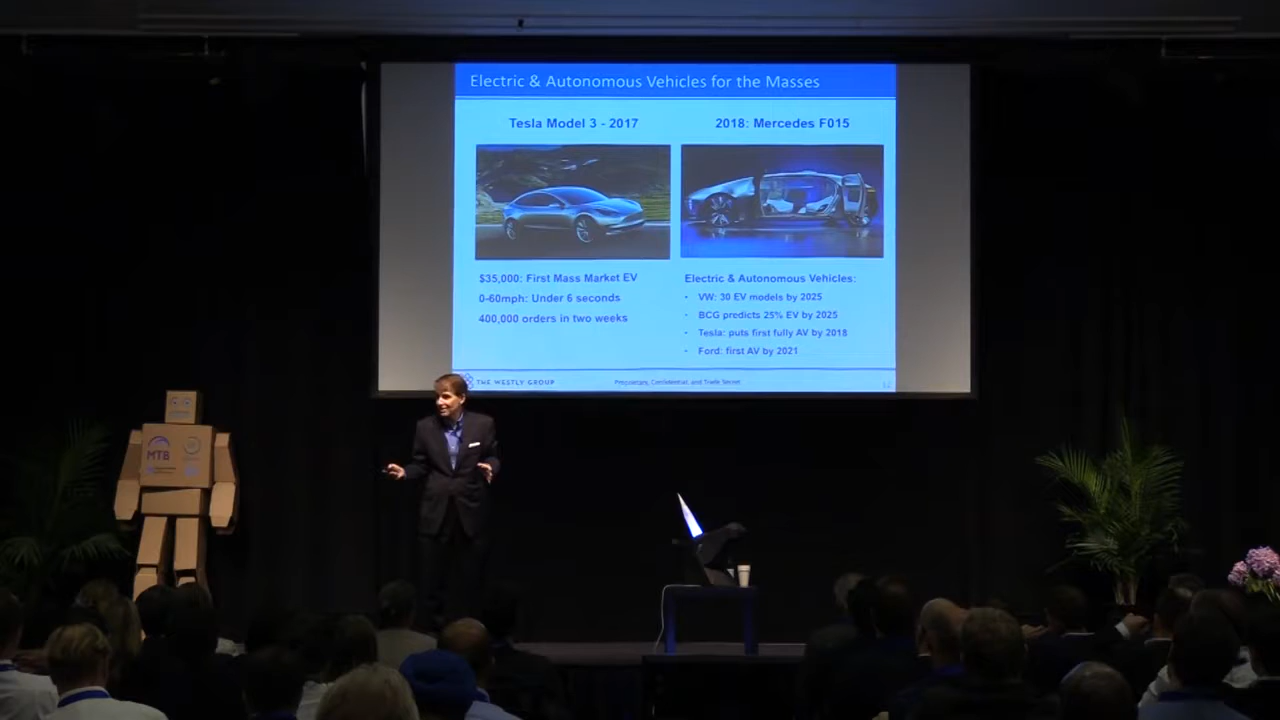 Electric & Autonomous Vehicles for the Masses
Tesla Model 3 - 2017
2018: Mercedes F015
$35,000: First Mass Market EV
0-60mph: Under 6 seconds
400,000 orders in two weeks
Electric & Autonomous Vehicles:
· VW: 30 EV models by 2025
· BCG predicts 25% EV by 2025
· Tesla: puts first fully AV by 2018
· Ford: first AV by 2021
THE WESTLY GROUP
Proprietary, Confidential, and Trade Secret
MTB